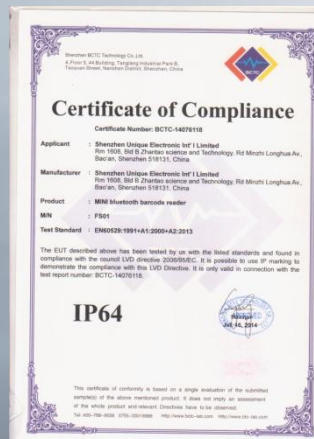 Shenzhen BCTC Technology Co. Ltd.
4 Floor 5, 44 Building, Tanglang Industrial Park B,
Taoyuan Street, Nanshan District, Shenzhen, China
BCTC
Certificate of Compliance
Certificate Number: BCTC-14076118
Applicant : Shenzhen Unique Electronic Int' l Limited
Rm 1608, Bld B Zhantao science and Technology, Rd Minzhi Longhua Av.,
Bao'an, Shenzhen 518131, China
Manufacturer : Shenzhen Unique Electronic Int' l Limited
Rm 1608, Bld B Zhantao science and Technology, Rd Minzhi Longhua Av.,
Bao'an, Shenzhen 518131, China
Product : MINI bluetooth barcode reader
M/N : FS01
Test Standard : EN60529:1991+A1:2000+A2:2013
The EUT described above has been tested by us with the listed standards and found in
compliance with the council LVD directive 2006/95/EC. It is possible to use IP marking to
demonstrate the compliance with this LVD Directive. It is only valid in connection with the
test report number: BCTC-14076118.
IP64
Manager
Jul. 16, 2014
This certificate of conformity is based on a single evaluation of the submitted
sample(s) of the above mentioned product. It does not imply an assessment
of the whole product and relevant Directives have to be observed.